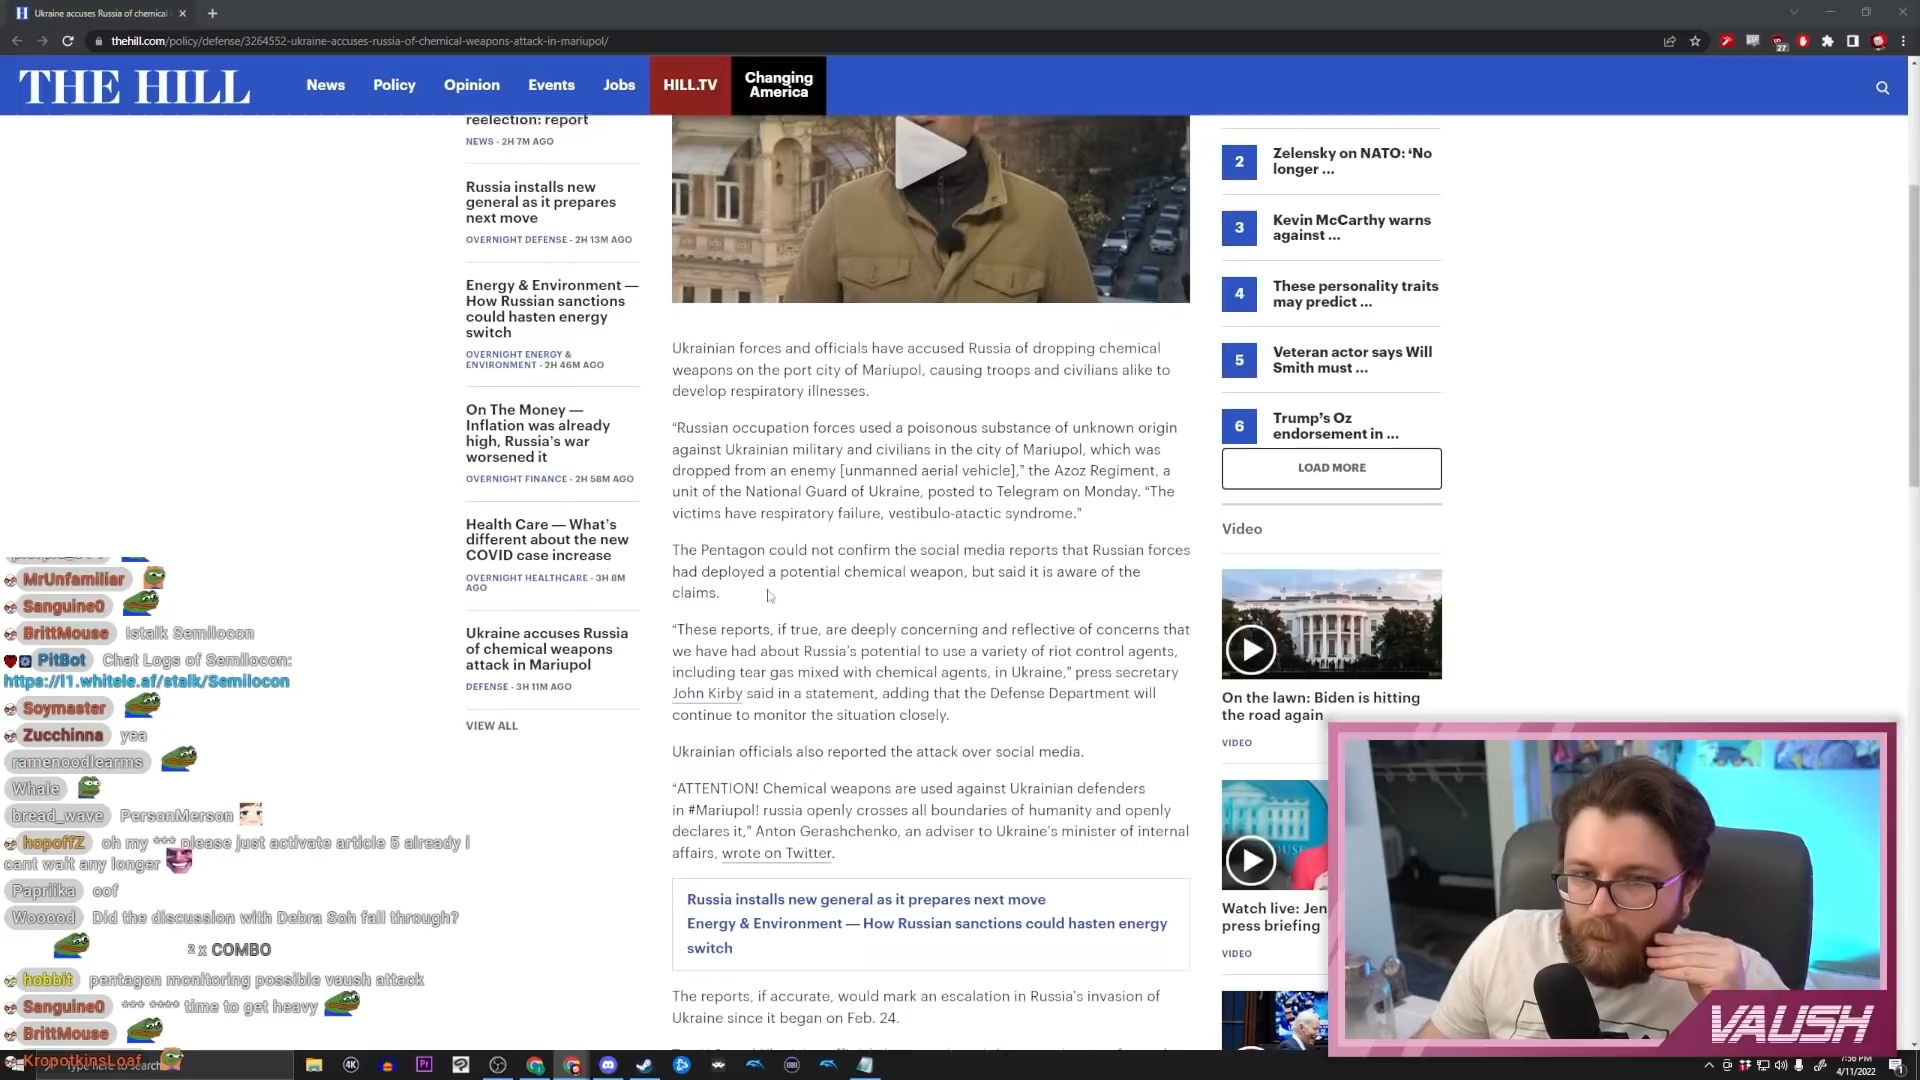 Ukraine accuses Russia of chemical
thehill.com/policy/defense/3264552-ukraine-accuses-russia-of-chemical-weapons-attack-in-mariupol/
27
THE HILL
News
Policy
Opinion
Events
Jobs
HILL.TV
Changing
America
reelection: report
NEWS - 2H 7M AGO
Russia installs new
general as it prepares
next move
OVERNIGHT DEFENSE - 2H 13M AGO
Energy & Environment —
How Russian sanctions
could hasten energy
switch
OVERNIGHT ENERGY &
ENVIRONMENT - 2H 46M AGO
On The Money —
Inflation was already
high, Russia's war
worsened it
OVERNIGHT FINANCE - 2H 58M AGO
Health Care — What's
different about the new
COVID case increase
OVERNIGHT HEALTHCARE - 3H 8M
AGO
Ukraine accuses Russia
of chemical weapons
attack in Mariupol
DEFENSE - 3H 11M AGO
VIEW ALL
Ukrainian forces and officials have accused Russia of dropping chemical
weapons on the port city of Mariupol, causing troops and civilians alike to
develop respiratory illnesses.
“Russian occupation forces used a poisonous substance of unknown origin
against Ukrainian military and civilians in the city of Mariupol, which was
dropped from an enemy [unmanned aerial vehicle],” the Azoz Regiment, a
unit of the National Guard of Ukraine, posted to Telegram on Monday. “The
victims have respiratory failure, vestibulo-atactic syndrome.”
The Pentagon could not confirm the social media reports that Russian forces
had deployed a potential chemical weapon, but said it is aware of the
claims.
“These reports, if true, are deeply concerning and reflective of concerns that
we have had about Russia's potential to use a variety of riot control agents,
including tear gas mixed with chemical agents, in Ukraine,” press secretary
John Kirby said in a statement, adding that the Defense Department will
continue to monitor the situation closely.
Ukrainian officials also reported the attack over social media.
“ATTENTION! Chemical weapons are used against Ukrainian defenders
in #Mariupol! russia openly crosses all boundaries of humanity and openly
declares it,” Anton Gerashchenko, an adviser to Ukraine's minister of internal
affairs, wrote on Twitter.
Russia installs new general as it prepares next move
Energy & Environment — How Russian sanctions could hasten energy
switch
The reports, if accurate, would mark an escalation in Russia's invasion of
Ukraine since it began on Feb. 24.
2
Zelensky on NATO: ‘No
longer ...
3
Kevin McCarthy warns
against ...
4
These personality traits
may predict ...
5
Veteran actor says Will
Smith must ...
6
Trump's Oz
endorsement in ...
LOAD MORE
Video
On the lawn: Biden is hitting
the road again
VIDEO
Watch live: Jen
press briefing
VIDEO
MrUnfamiliar
Sanguine0
BrittMouse !stalk Semilocon
PitBot Chat Logs of Semilocon:
https://l1.whitele.af/stalk/Semilocon
Soymaster
Zucchinna yea
ramenoodlearms
Whale
bread_wave PersonMerson
hopoffZ oh my *** please just activate article 5 already I
cant wait any longer
Papriika oof
Wooood Did the discussion with Debra Soh fall through?
2 x COMBO
hobbit pentagon monitoring possible vaush attack
Sanguine0 *** **** time to get heavy
BrittMouse
KropotkinsLoaf
VAUSH
4K
Pr
7:56 PM
4/11/2022